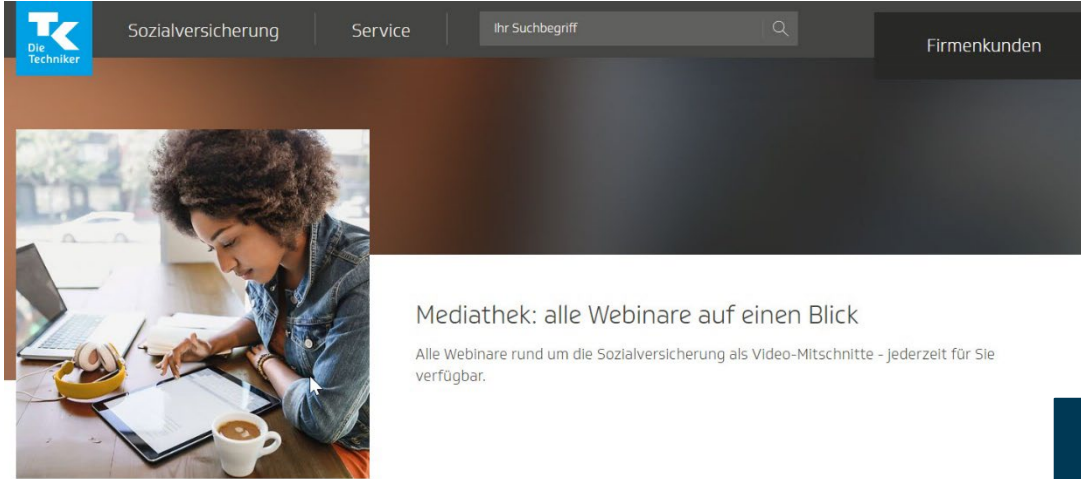 Die
Techniker
Sozialversicherung
Service
Ihr Suchbegriff
Firmenkunden
Mediathek: alle Webinare auf einen Blick
Alle Webinare rund um die Sozialversicherung als Video-Mitschnitte - jederzeit für Sie
verfügbar.